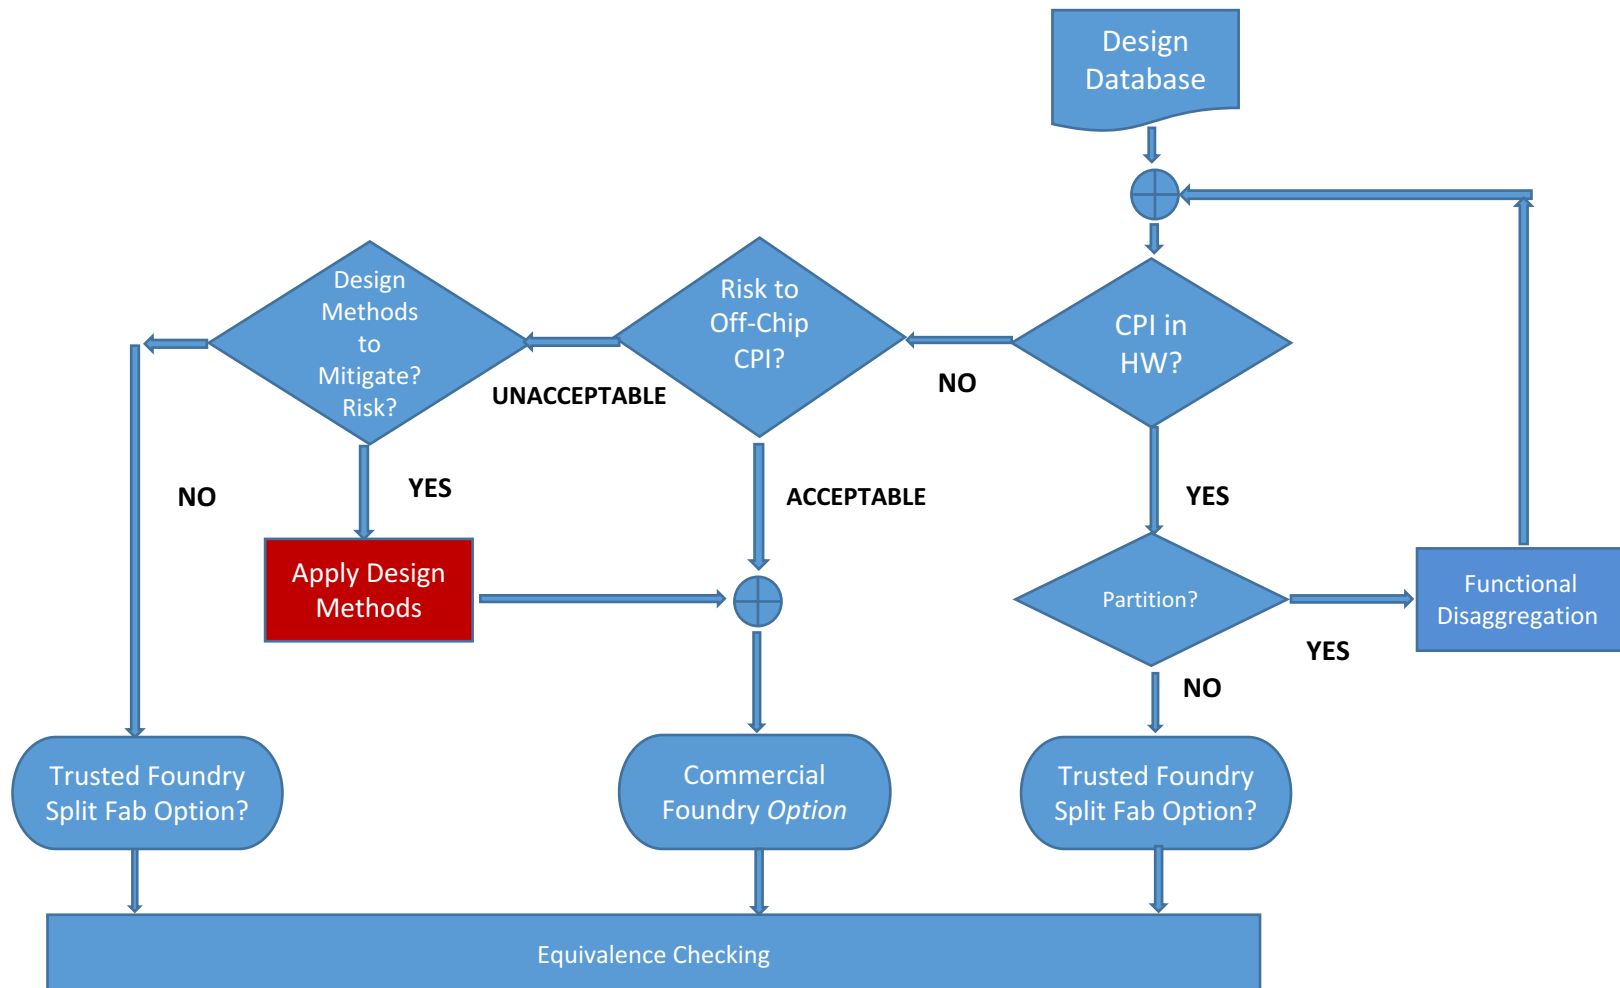 Design
Database
Design
Methods
to
Mitigate?
Risk?
Risk to
Off-Chip
CPI?
CPI in
HW?
NO
UNACCEPTABLE
NO
YES
ACCEPTABLE
YES
Apply Design
Methods
Partition?
Functional
Disaggregation
YES
NO
Trusted Foundry
Split Fab Option?
Commercial
Foundry Option
Trusted Foundry
Split Fab Option?
Equivalence Checking